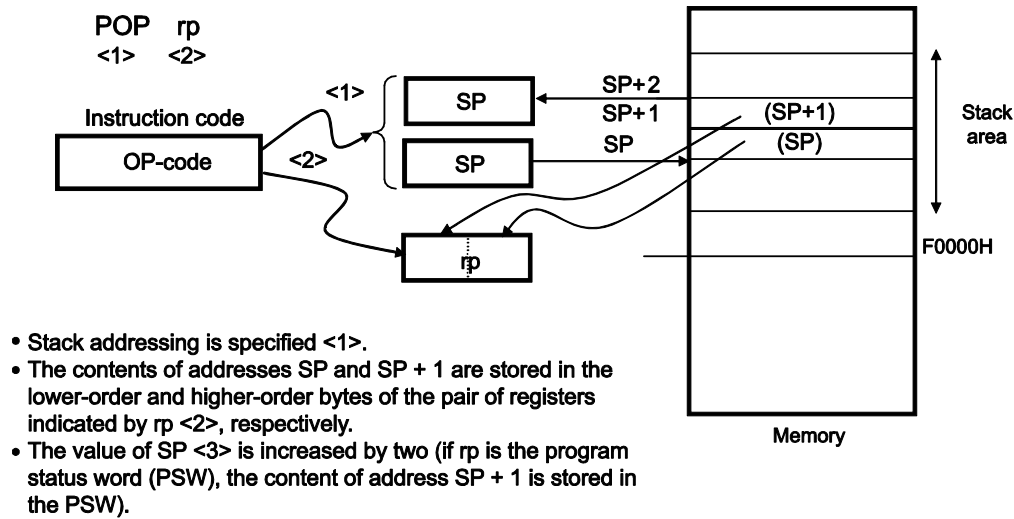 POP rp
<1> <2>
Instruction code
OP-code
<1>
<2>
SP
SP
rp
SP+2
SP+1
SP
(SP+1)
(SP)
Stack
area
F0000H
Memory
• Stack addressing is specified <1>.
• The contents of addresses SP and SP + 1 are stored in the
lower-order and higher-order bytes of the pair of registers
indicated by rp <2>, respectively.
• The value of SP <3> is increased by two (if rp is the program
status word (PSW), the content of address SP + 1 is stored in
the PSW).